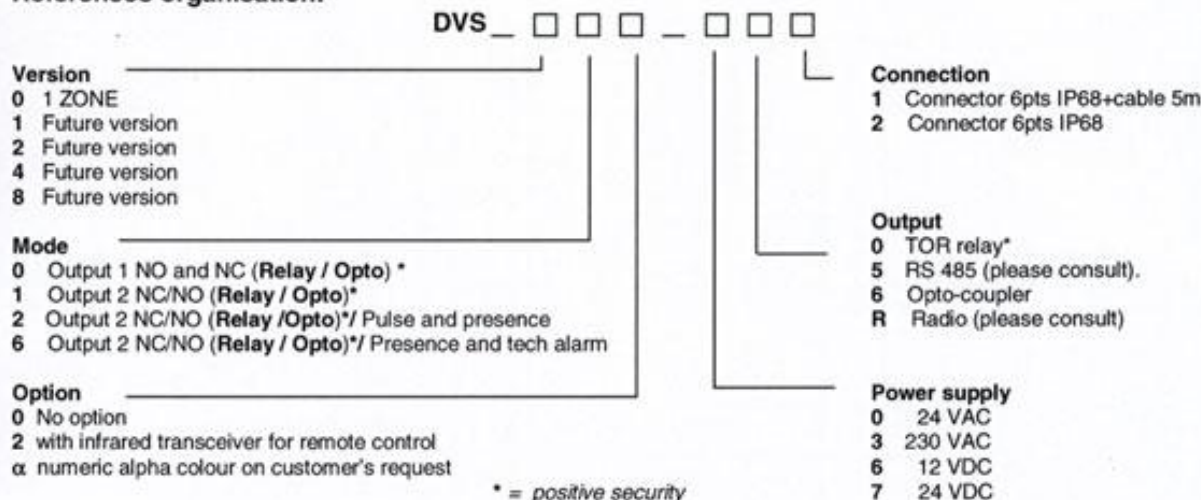 References organisation:
DVS_ □ □ □ _ □ □ □
Version
0 1 ZONE
1 Future version
2 Future version
4 Future version
8 Future version
Mode
0 Output 1 NO and NC (Relay / Opto) *
1 Output 2 NC/NO (Relay / Opto)*
2 Output 2 NC/NO (Relay /Opto)*/ Pulse and presence
6 Output 2 NC/NO (Relay / Opto)*/ Presence and tech alarm
Option
0 No option
2 with infrared transceiver for remote control
α numeric alpha colour on customer's request
* = positive security
Connection
1 Connector 6pts IP68+cable 5m
2 Connector 6pts IP68
Output
0 TOR relay*
5 RS 485 (please consult).
6 Opto-coupler
R Radio (please consult)
Power supply
0 24 VAC
3 230 VAC
6 12 VDC
7 24 VDC